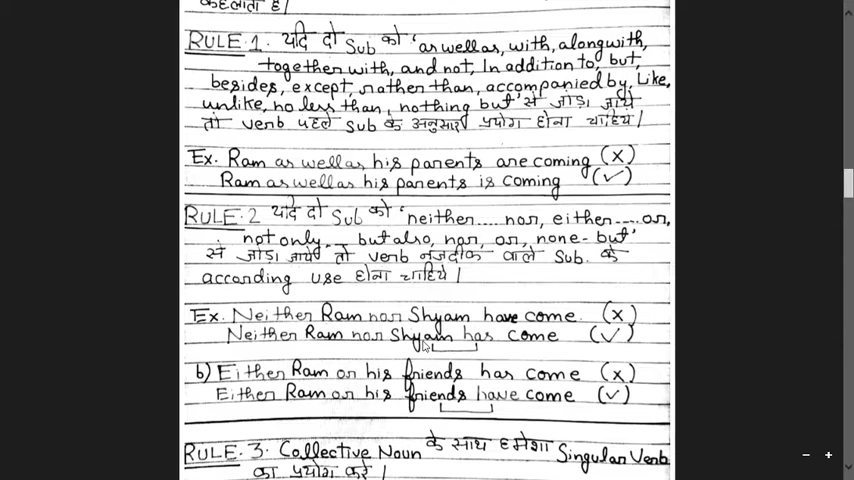 कहलाता है।
RULE.1. यदि दो Sub को 'as well as, with, alongwith,
together with, and not, In addition to, but,
besides, except, rather than, accompanied by, Like,
unlike, no less than, nothing but' से जोड़ा जाये
तो verb पहले Sub के अनुसार प्रयोग होना चाहिये।
Ex. Ram as well as his parents are coming (x)
Ram as well as his parents is coming (✓)
RULE.2 यदि दो Sub को 'neither.... nor, either.... or,
not only_ _ but also, nor, or, none-but'
से जोड़ा जाये तो verb नजदीक वाले Sub. के
according use होना चाहिये।
Ex. Neither Ram nor Shyam have come. (x)
Neither Ram nor Shyam has come (✓)
b) Either Ram or his friends has come (x)
Either Ram or his friends have come (✓)
RULE.3. Collective Noun के साथ हमेशा Singular Verb
का प्रयोग करें।